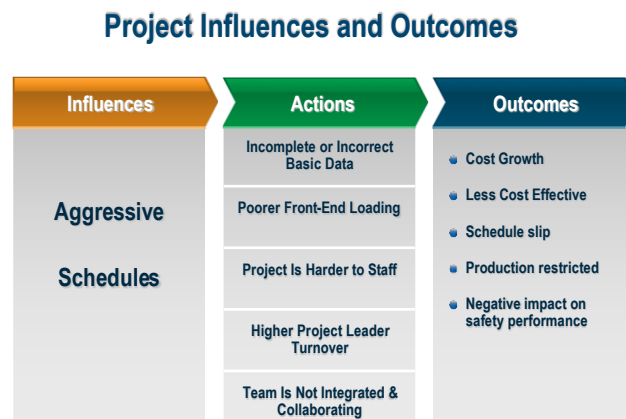 Project Influences and Outcomes
Influences
Actions
Outcomes
Aggressive
Schedules
Incomplete or Incorrect
Basic Data
Poorer Front-End Loading
Project Is Harder to Staff
Higher Project Leader
Turnover
Team Is Not Integrated &
Collaborating
Cost Growth
Less Cost Effective
Schedule slip
Production restricted
Negative impact on
safety performance